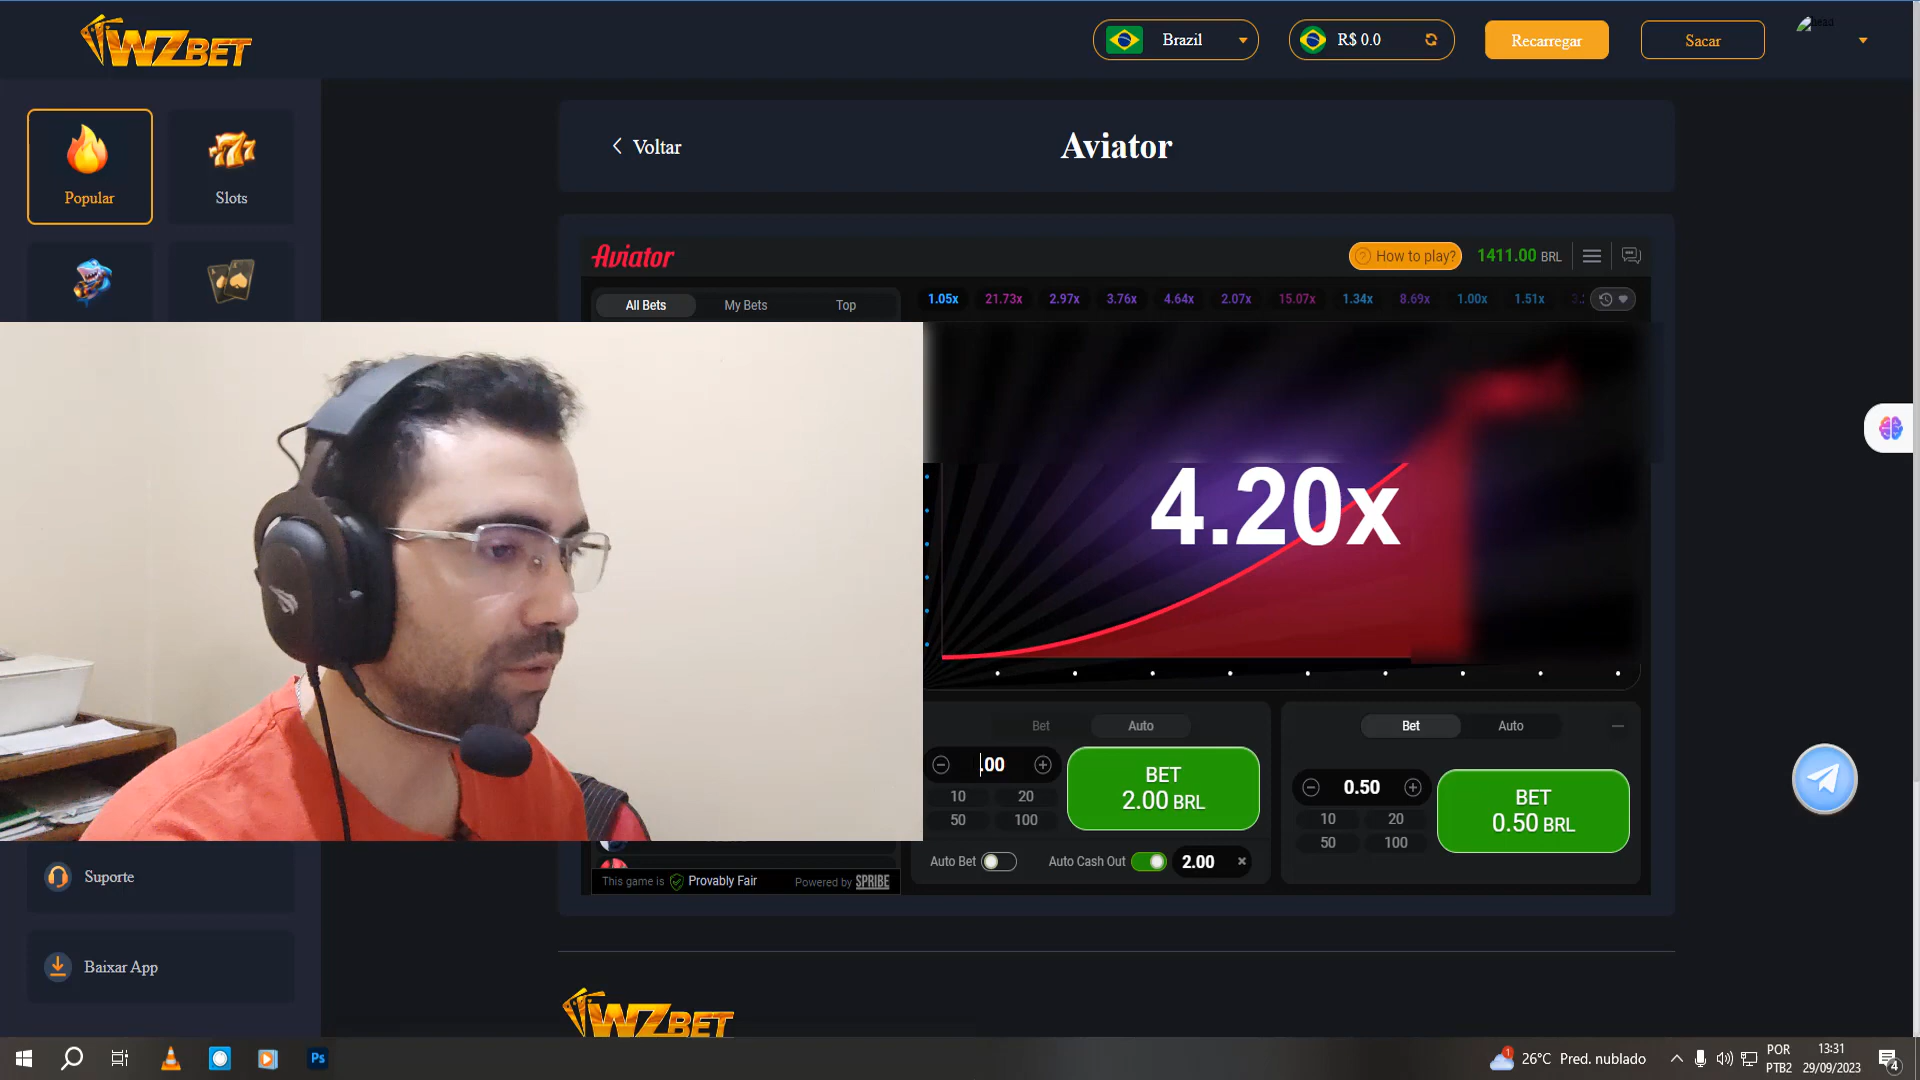 WZBET
Brazil
R$ 0.0
Recarregar
Sacar
head
Popular
Slots
Voltar
Aviator
Aviator
How to play?
1411.00 BRL
All Bets
My Bets
Top
1.05x
21.73x
2.97x
3.76x
4.64x
2.07x
15.07x
1.34x
8.69x
1.00x
1.51x
4.20x
Bet
Auto
.00
10
20
50
100
BET
2.00 BRL
Auto Bet
Auto Cash Out
2.00
Bet
Auto
0.50
10
20
50
100
BET
0.50 BRL
This game is
Provably Fair
Powered by SPRIBE
Suporte
Baixar App
WZBET
Ps
1
26°C Pred. nublado
POR
PTB2
13:31
29/09/2023
4